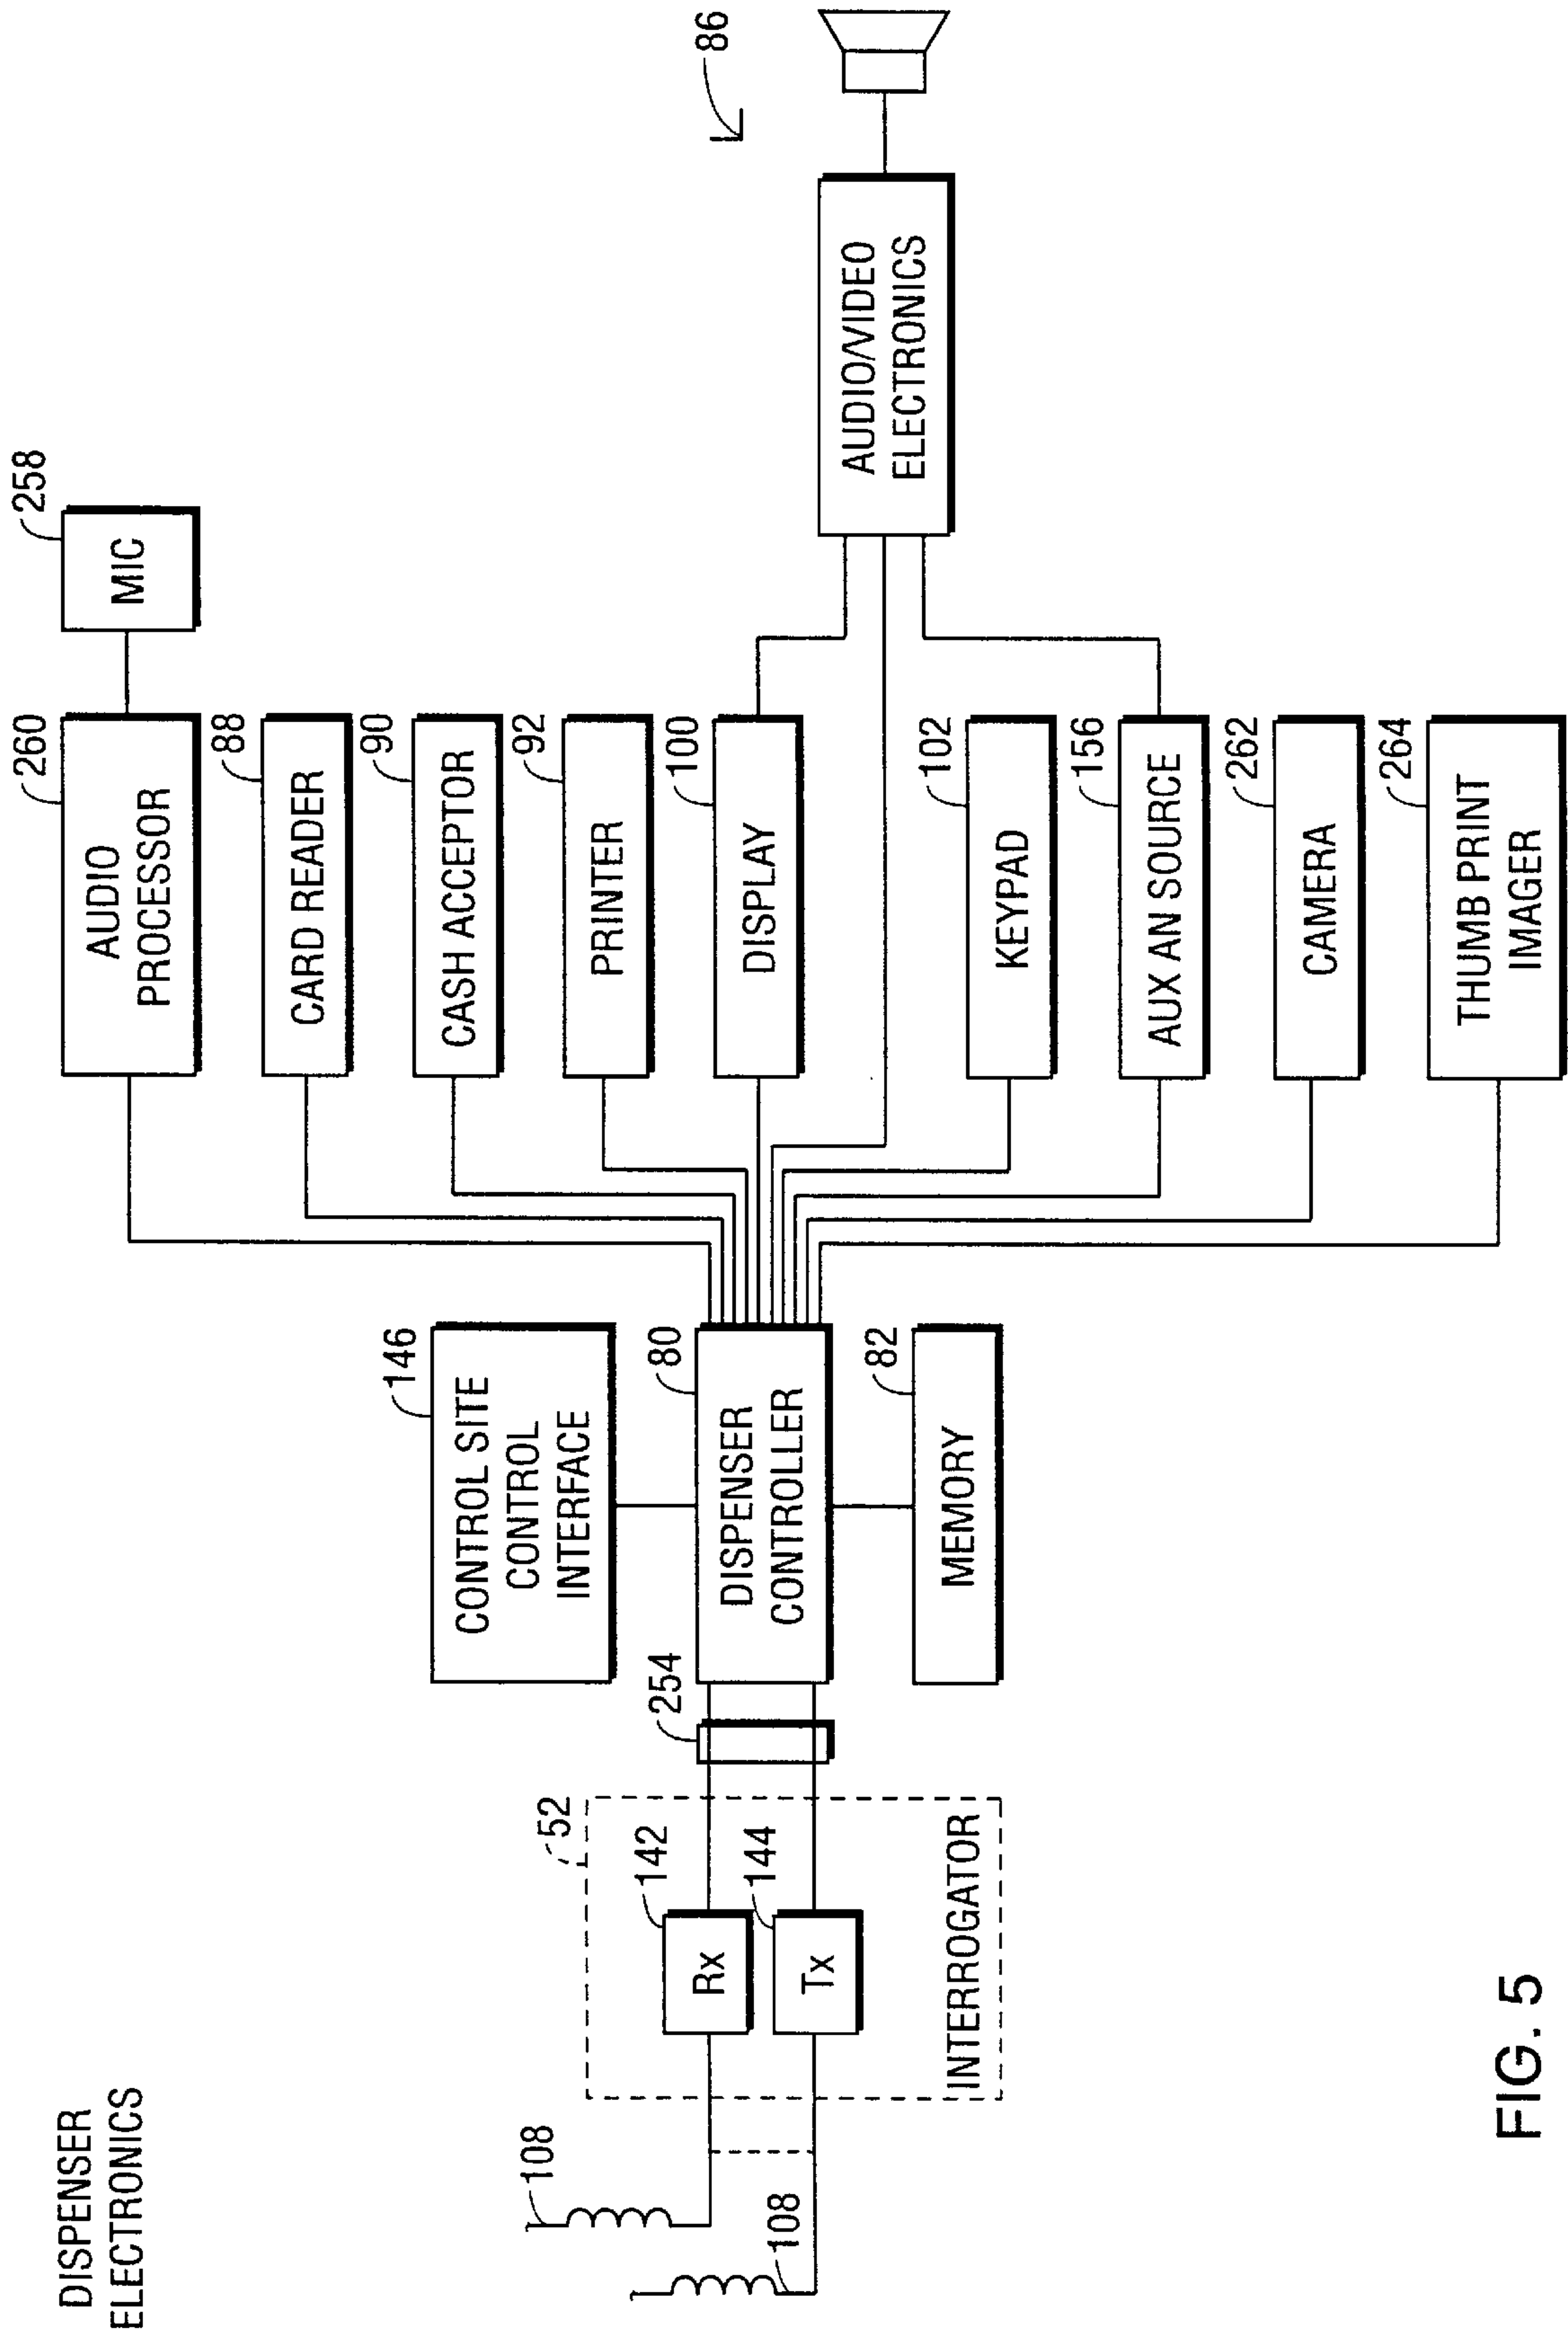 DISPENSER
ELECTRONICS
108
108
52
142
Rx
144
Tx
INTERROGATOR
254
146
CONTROL SITE
CONTROL
INTERFACE
80
DISPENSER
CONTROLLER
82
MEMORY
260
AUDIO
PROCESSOR
258
MIC
88
CARD READER
90
CASH ACCEPTOR
92
PRINTER
100
DISPLAY
86
AUDIO/VIDEO
ELECTRONICS
102
KEYPAD
156
AUX AN SOURCE
262
CAMERA
264
THUMB PRINT
IMAGER
FIG. 5